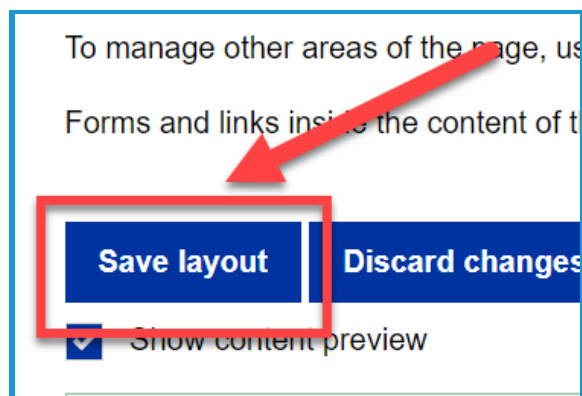 To manage other areas of the page, us
Forms and links inside the content of t
Save layout Discard changes
Show content preview